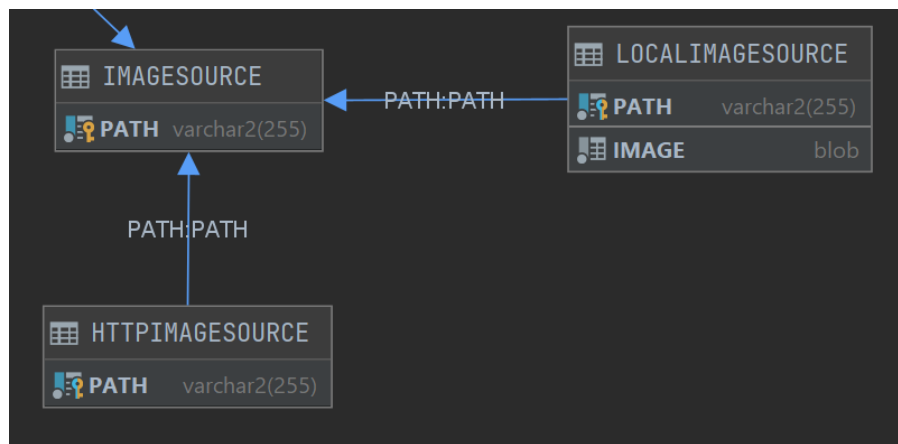 IMAGESOURCE
PATH varchar2(255)
PATH:PATH
LOCALIMAGESOURCE
PATH varchar2(255)
IMAGE blob
PATH:PATH
HTTPIMAGESOURCE
PATH varchar2(255)